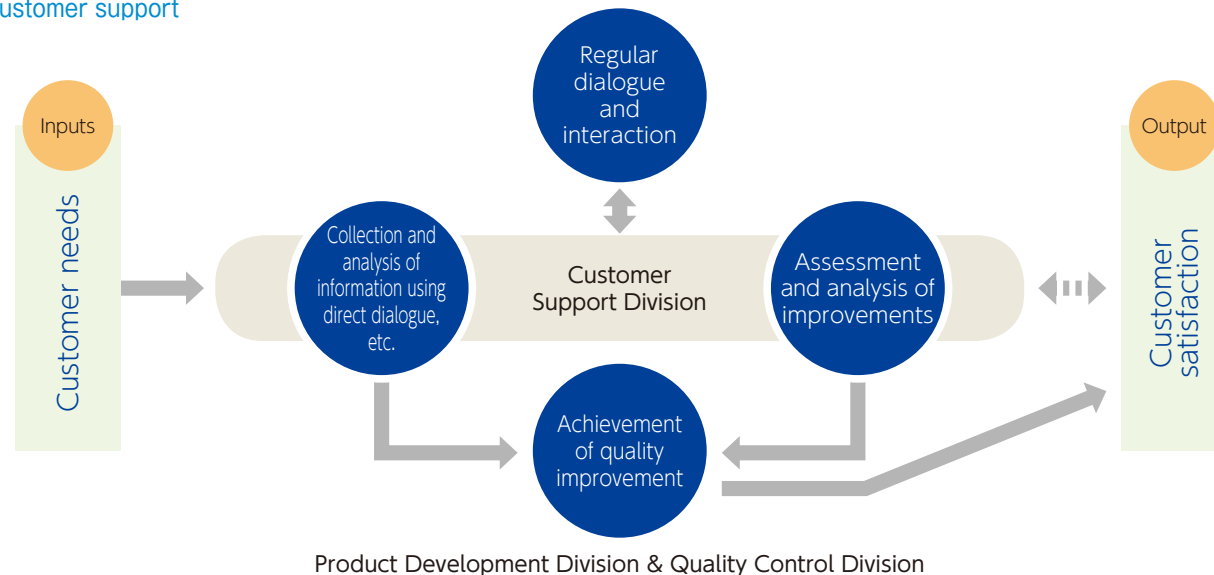 ustomer support
Regular
dialogue
and
interaction
Inputs
Customer needs
Collection and
analysis of
information using
direct dialogue,
etc.
Customer
Support Division
Assessment
and analysis of
improvements
Achievement
of quality
improvement
Output
Customer
satisfaction
Product Development Division & Quality Control Division